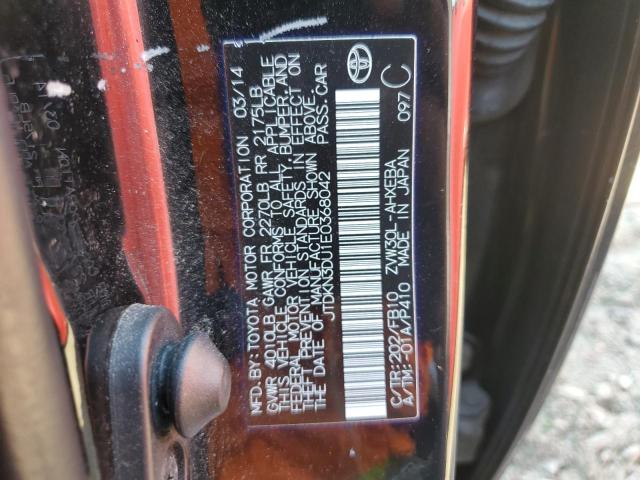 MFD.BY: TOYOTA MOTOR CORPORATION 03/14
GVWR 4010LB GAWR FR 2270LB RR 2175LB
THIS VEHICLE CONFORMS TO ALL APPLICABLE
FEDERAL MOTOR VEHICLE SAFETY, BUMPER, AND
THEFT PREVENTION STANDARDS IN EFFECT ON
THE DATE OF MANUFACTURE SHOWN ABOVE.
JTDKN3DU1E0368042 PASS. CAR
C/TR:202/FB10 ZVW30L-AHXEBA
A/TM:-01A/P410 MADE IN JAPAN 097 C